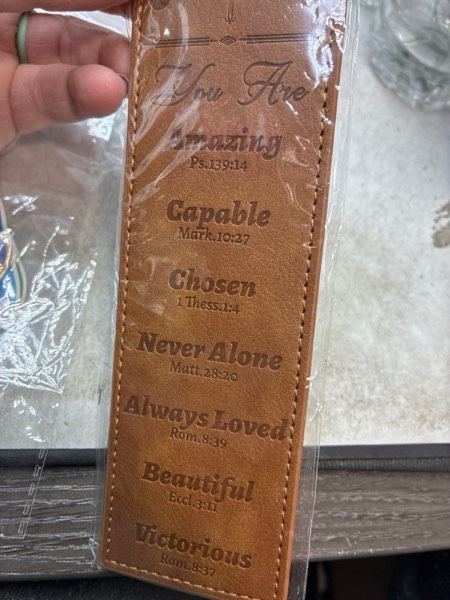 You Are
Amazing
Ps.139:14
Capable
Mark.10:27
Chosen
1 Thess.1:4
Never Alone
Matt.28:20
Always Loved
Rom.8:39
Beautiful
Eccl.3:11
Victorious
Rom.8:37